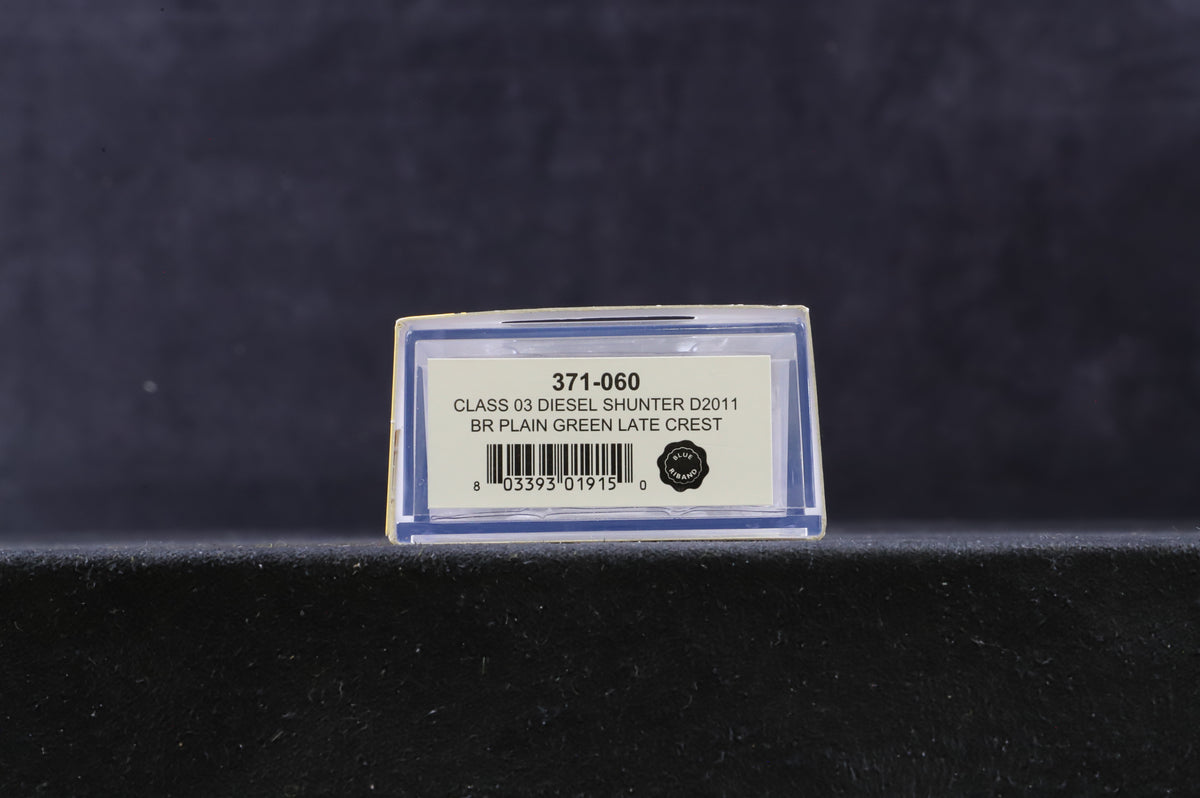 371-060
CLASS 03 DIESEL SHUNTER D2011
BR PLAIN GREEN LATE CREST
8 03393 01915 0
BLUE
RIBAND